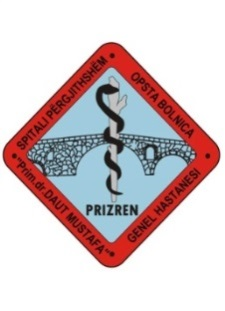 SPITALI PËRGJITHSHËM
OPSTA BOLNICA
"Prim.dr.DAUT MUSTAFA"
GENEL HASTANESI
PRIZREN